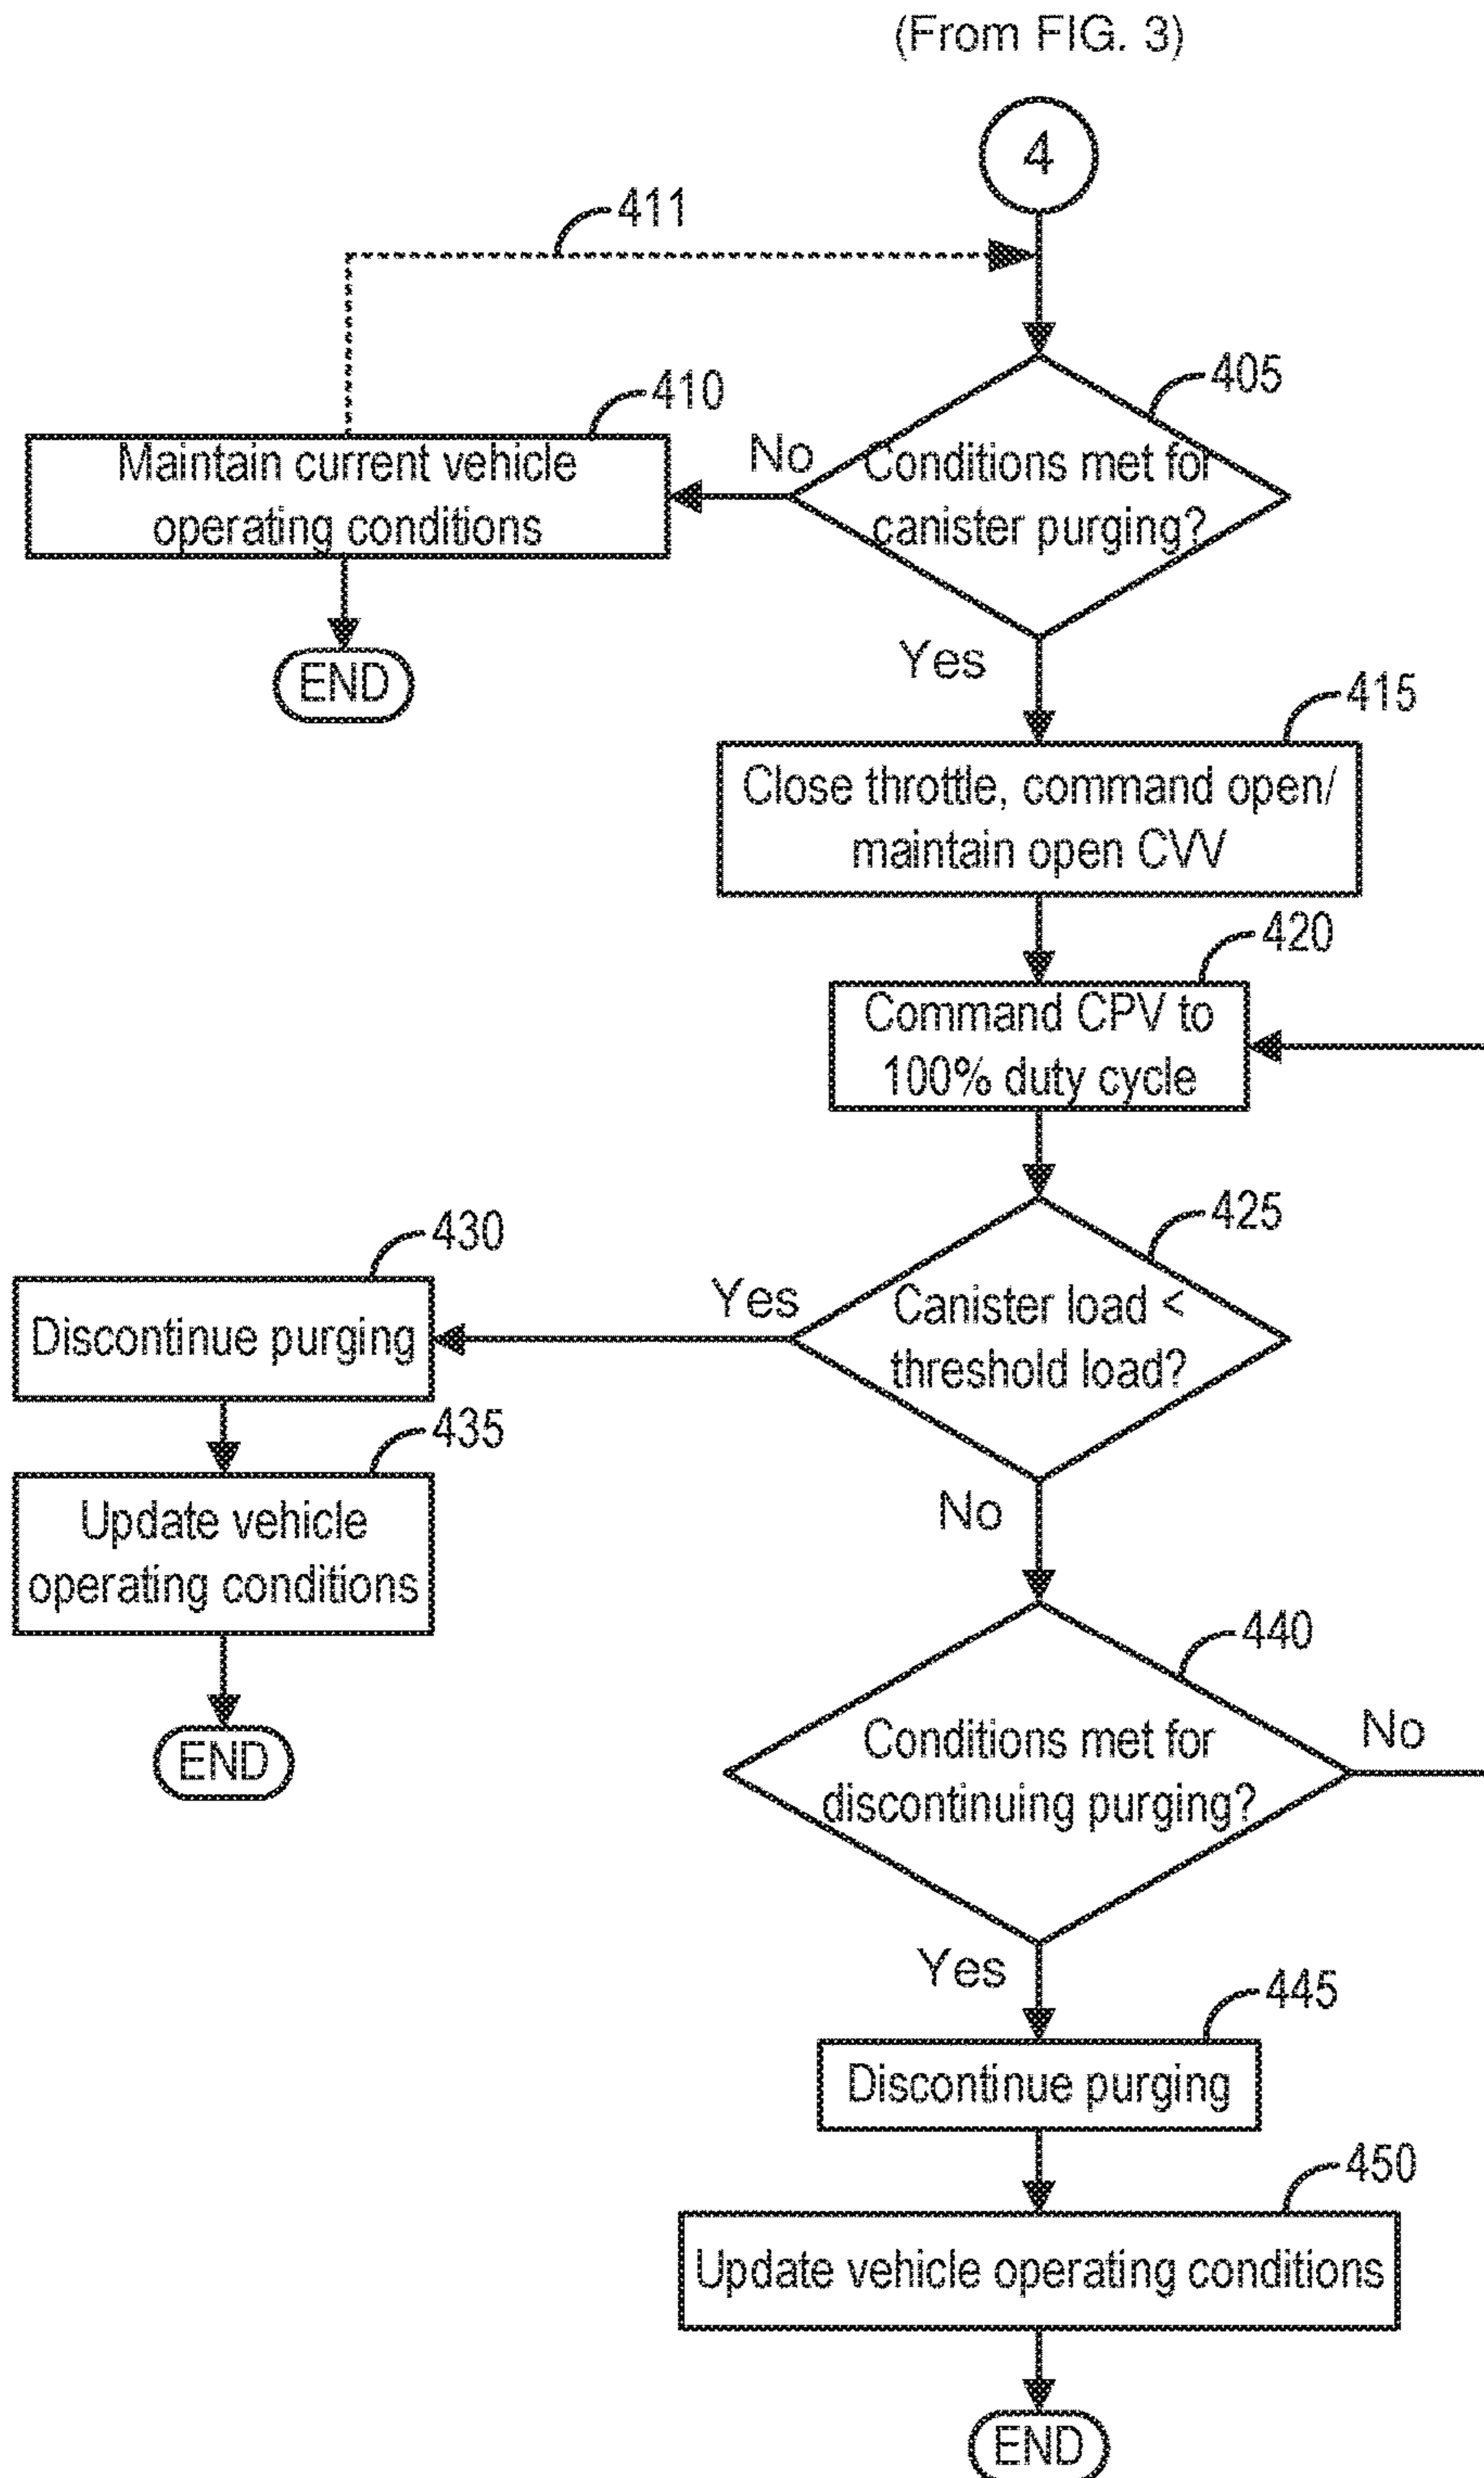 (From FIG. 3)
4
411
405
410
Maintain current vehicle
operating conditions
No
Conditions met for
canister purging?
END
Yes
415
Close throttle, command open/
maintain open CVV
420
Command CPV to
100% duty cycle
425
Canister load <
threshold load?
Yes
430
Discontinue purging
435
Update vehicle
operating conditions
END
No
440
Conditions met for
discontinuing purging?
No
Yes
445
Discontinue purging
450
Update vehicle operating conditions
END